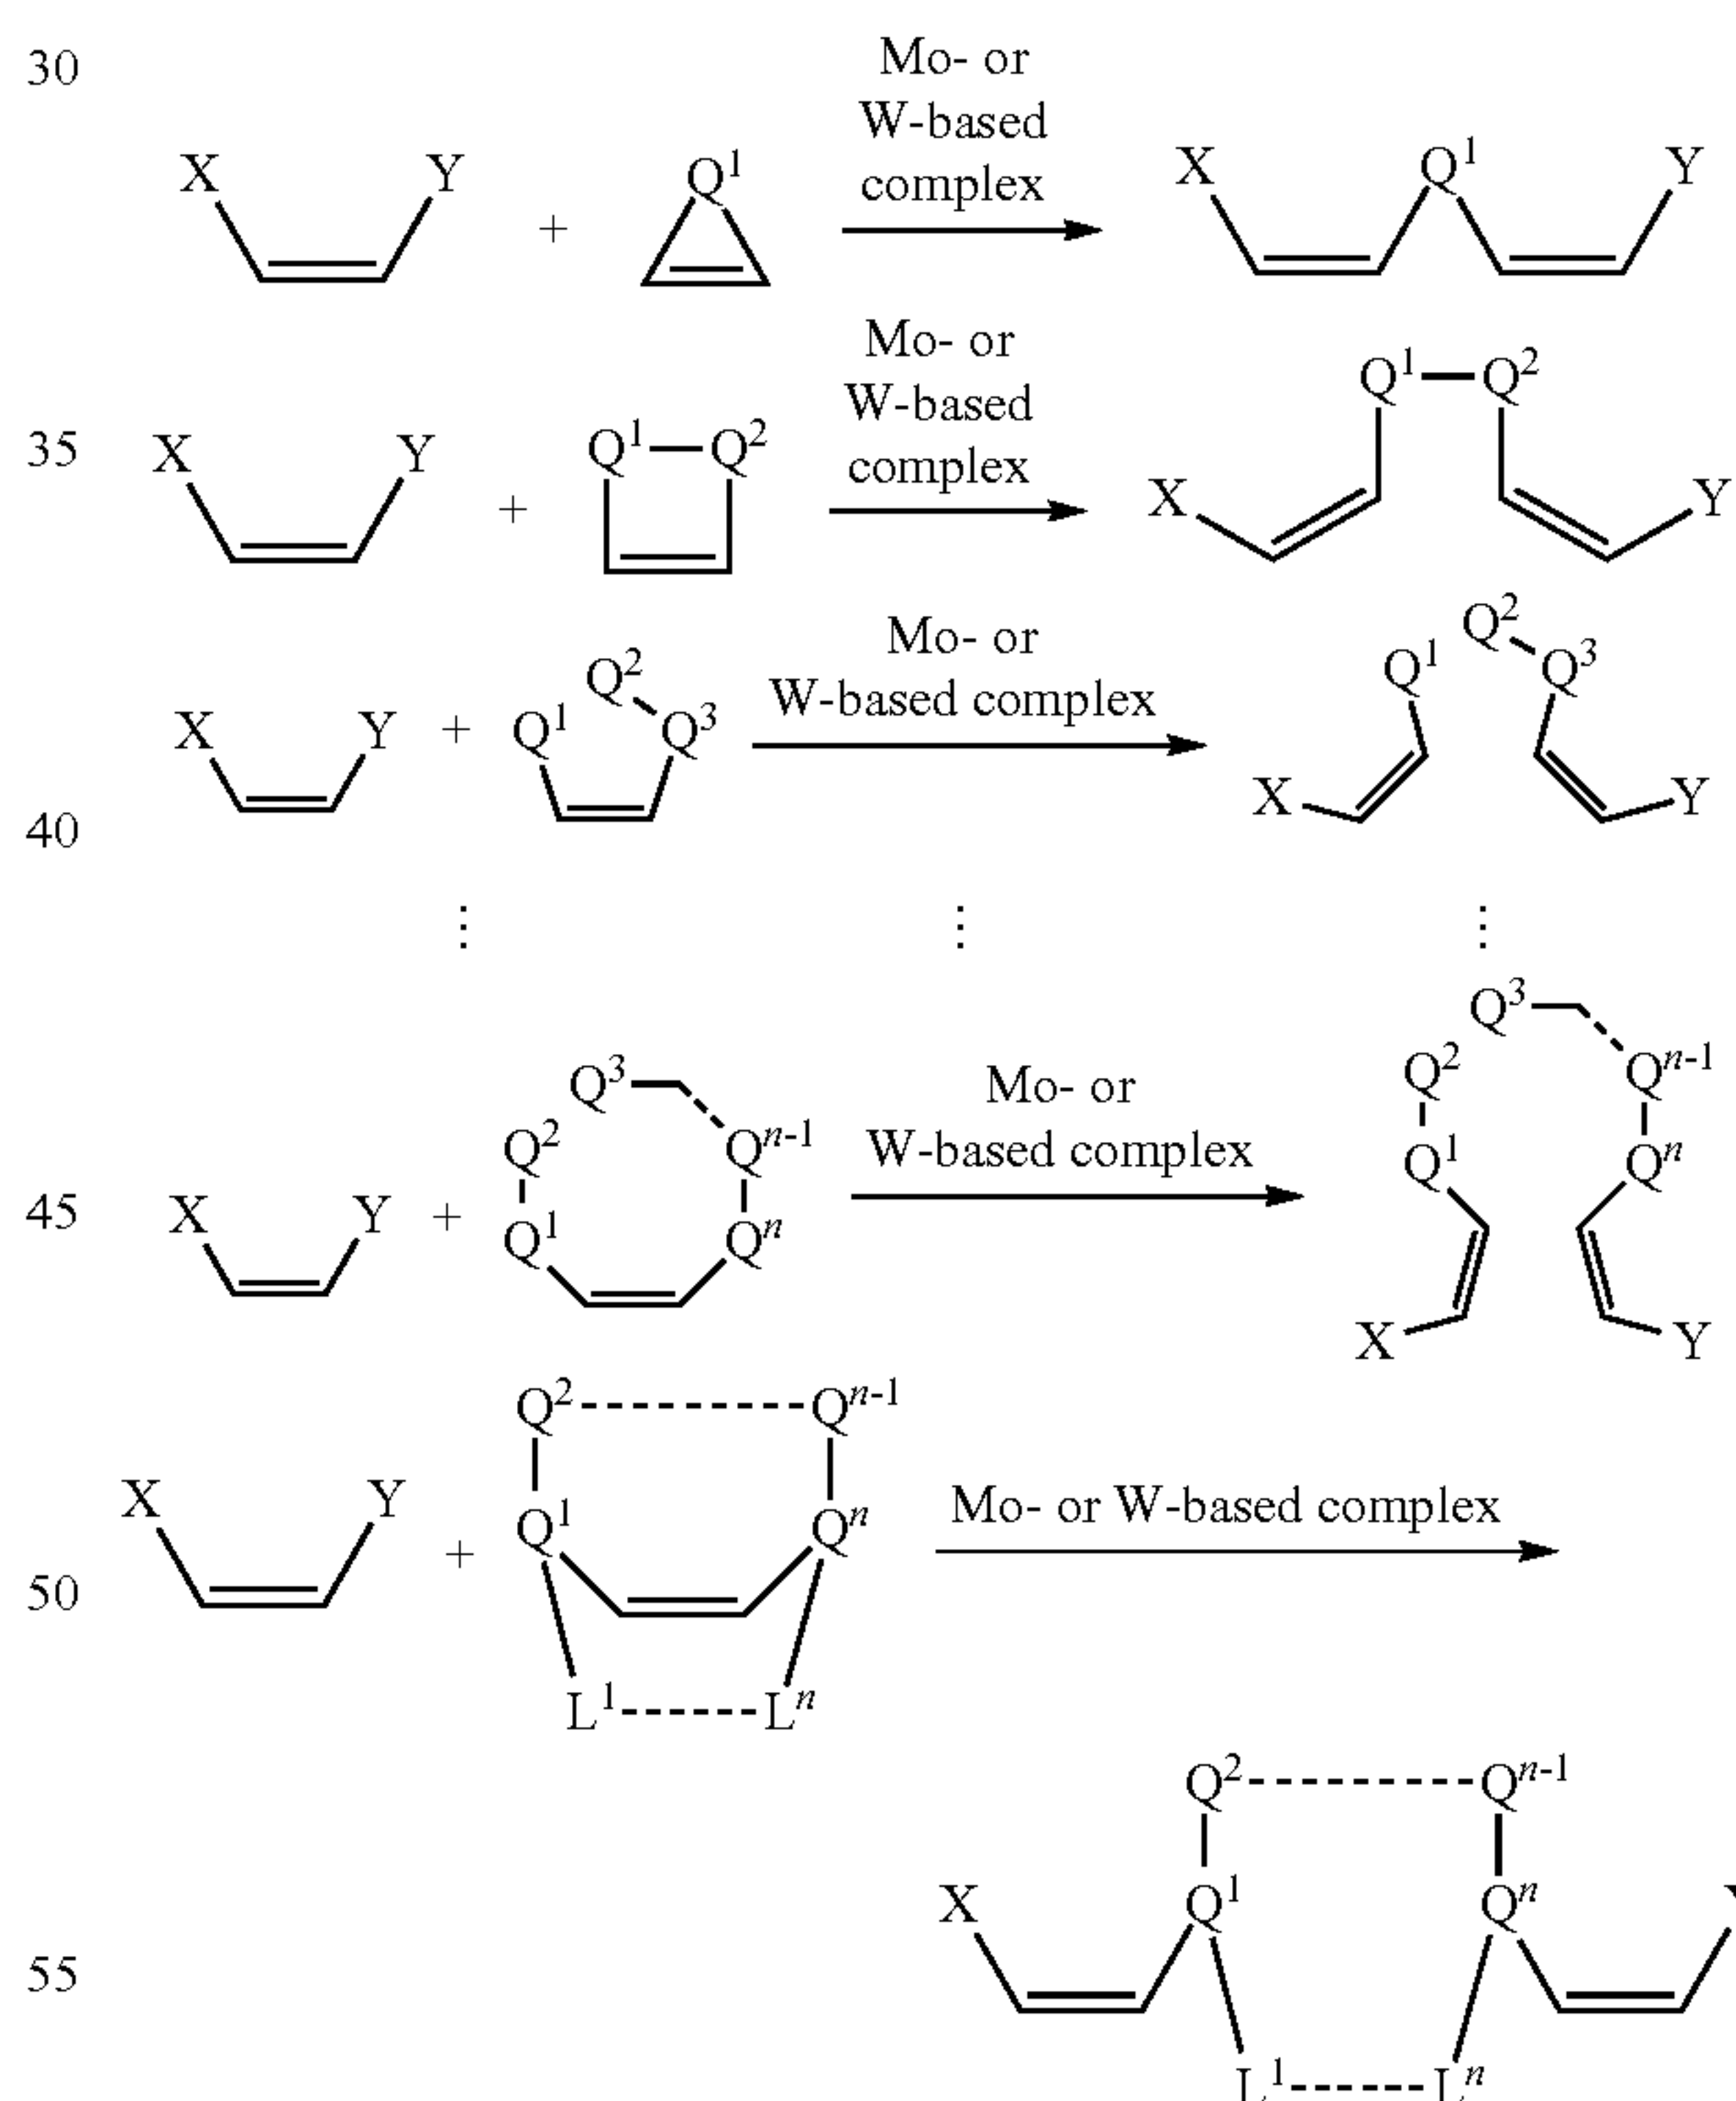 30
Mo- or
W-based
complex
X Y + Q¹ X Q¹ Y
35
Mo- or
W-based
complex
Q¹ Q²
X Y + Q¹ Q² X Y
Mo- or
W-based complex
Q² Q¹ Q³
X Y + Q¹ Q² Q³ X Y
40
⋮ ⋮ ⋮
Q³
Q² Qⁿ⁻¹
Q¹ Qⁿ
Mo- or
W-based complex
45
X Y + Q³ Q² Qⁿ⁻¹ Q¹ Qⁿ
X Y
Q² Qⁿ⁻¹
X Y + Q¹ Qⁿ Mo- or W-based complex
50
L¹ Lⁿ
Q² Qⁿ⁻¹
X Q¹ Qⁿ
55
L¹ Lⁿ